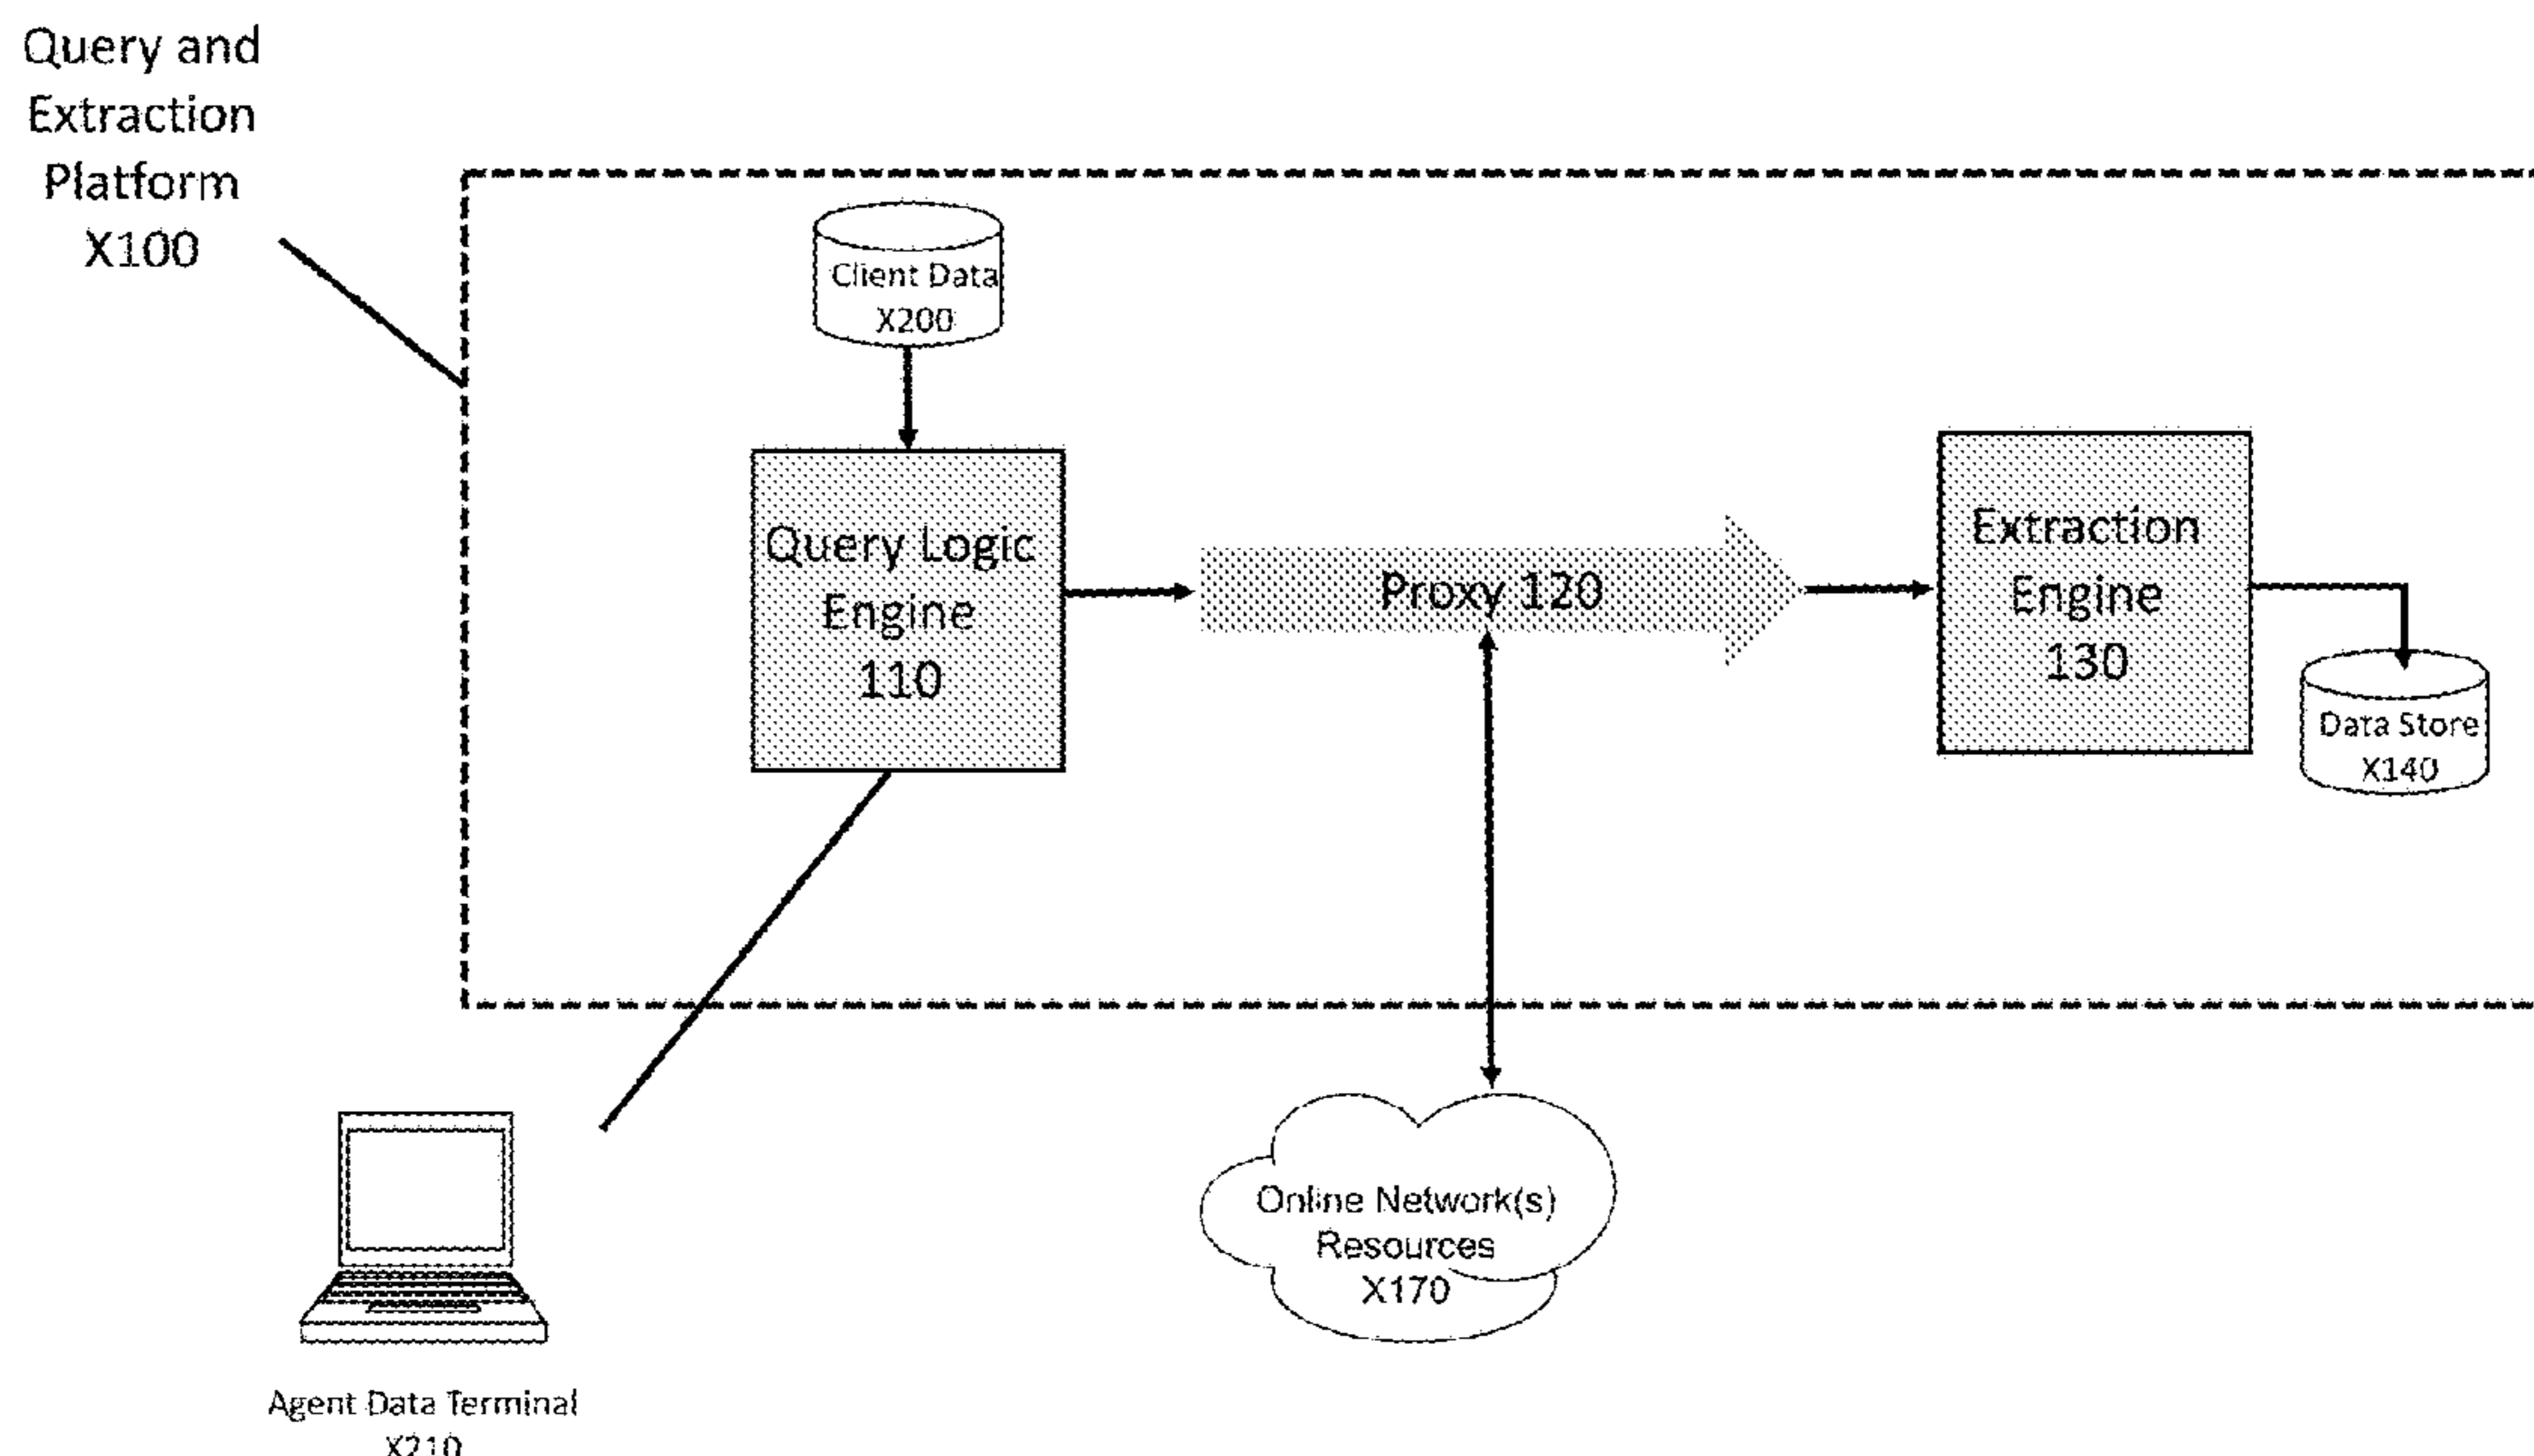 Query and
Extraction
Platform
X100
Client Data
X200
Query Logic
Engine
110
Proxy 120
Extraction
Engine
130
Data Store
X140
Online Network(s)
Resources
X170
Agent Data Terminal
X210